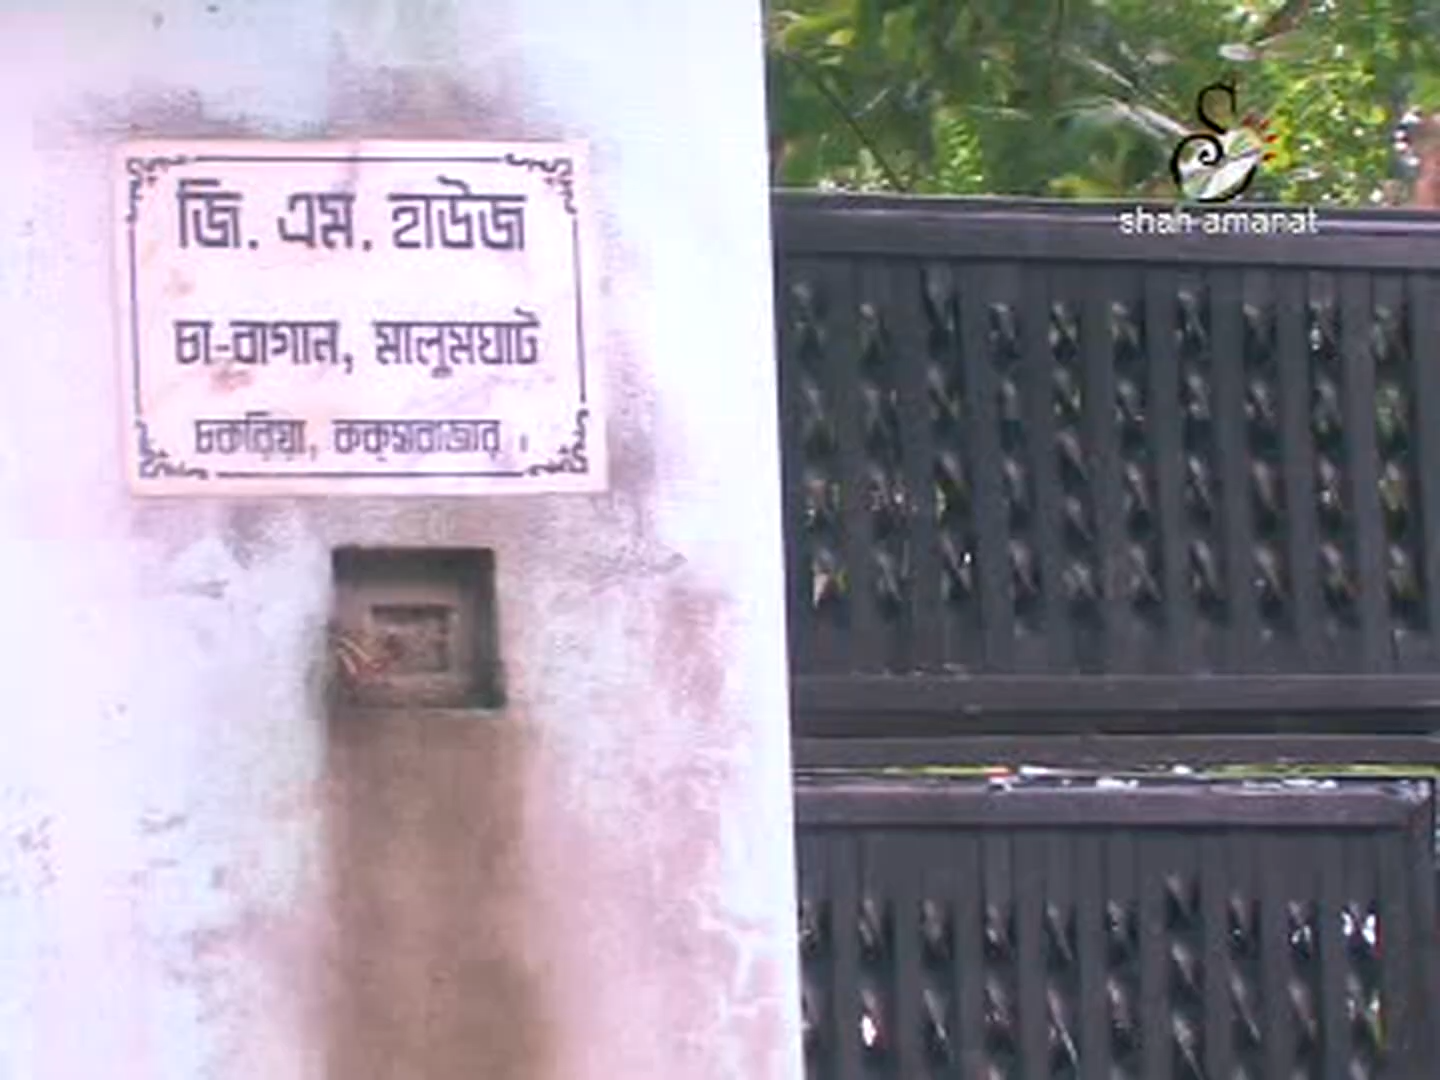 জি. এম. হাউজ
চা-বাগান, মালুমঘাট
চকরিয়া, কক্সবাজার ।
shah amanat